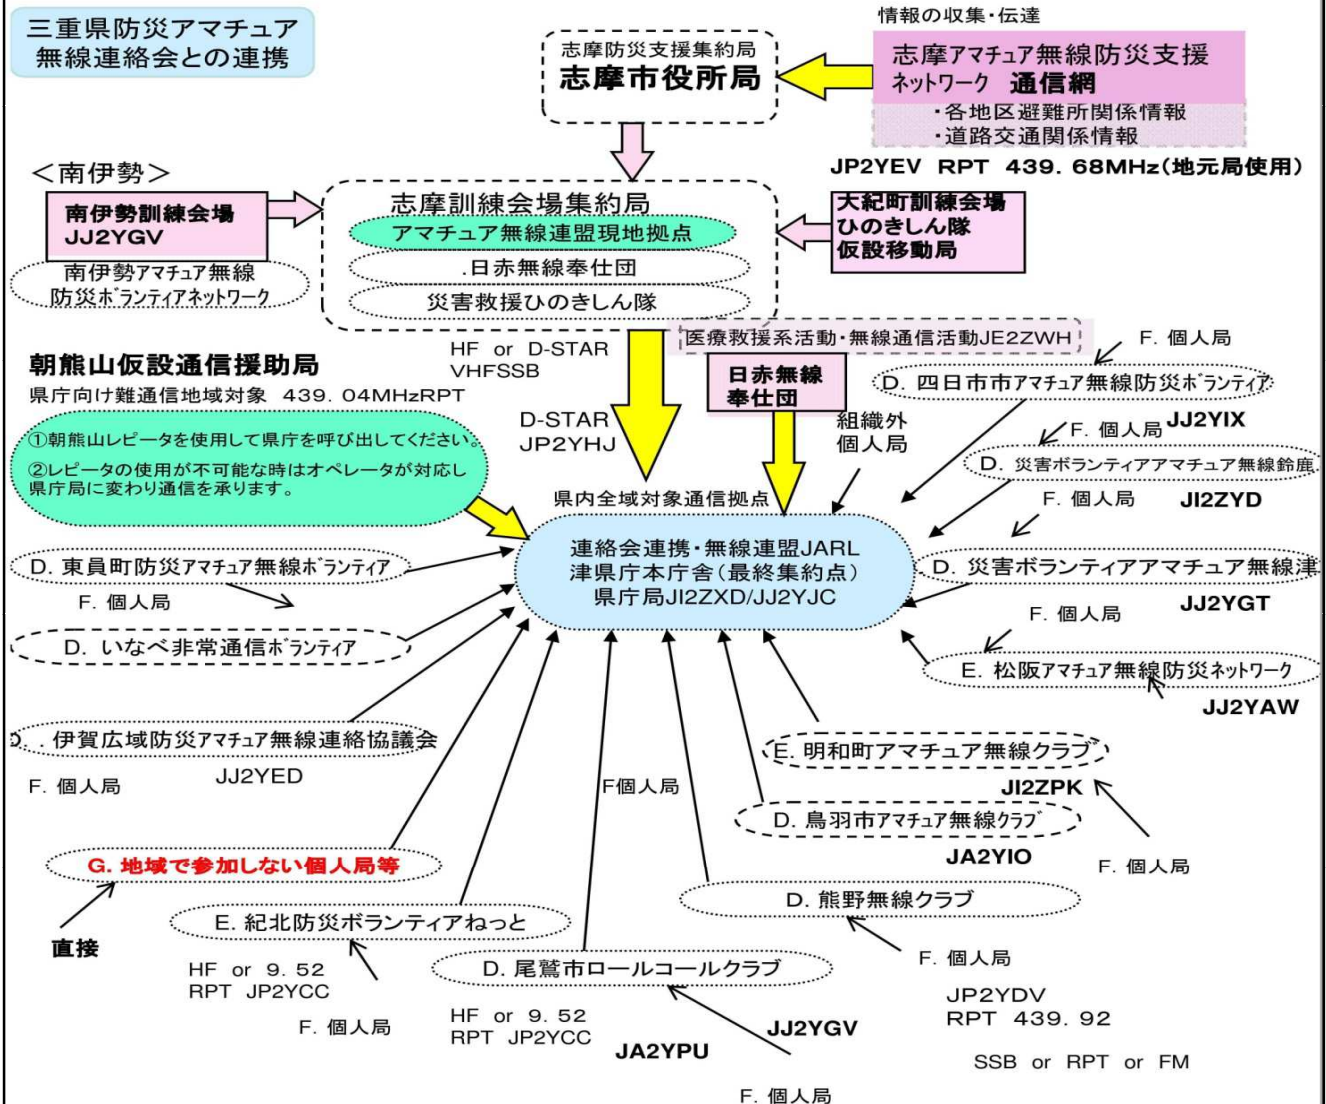 三重県防災アマチュア
無線連絡会との連携
情報の収集・伝達
志摩防災支援集約局
志摩市役所局
志摩アマチュア無線防災支援
ネットワーク 通信網
・各地区避難所関係情報
・道路交通関係情報
JP2YEV RPT 439.68MHz(地元局使用)
＜南伊勢＞
南伊勢訓練会場
JJ2YGV
南伊勢アマチュア無線
防災ボランティアネットワーク
志摩訓練会場集約局
アマチュア無線連盟現地拠点
.日赤無線奉仕団
災害救援ひのきしん隊
大紀町訓練会場
ひのきしん隊
仮設移動局
医療救援系活動・無線通信活動JE2ZWH
日赤無線
奉仕団
HF or D-STAR
VHFSSB
D-STAR
JP2YHJ
朝熊山仮設通信援助局
県庁向け難通信地域対象 439.04MHzRPT
①朝熊山レピータを使用して県庁を呼び出してください。
②レピータの使用が不可能な時はオペレータが対応し
県庁局に変わり通信を承ります。
組織外
個人局
F. 個人局
D. 四日市市アマチュア無線防災ボランティア
JJ2YIX
F. 個人局
D. 災害ボランティアアマチュア無線鈴鹿
F. 個人局
JI2ZYD
県内全域対象通信拠点
連絡会連携・無線連盟JARL
津県庁本庁舎(最終集約点)
県庁局JI2ZXD/JJ2YJC
D. 災害ボランティアアマチュア無線津
JJ2YGT
F. 個人局
D. 東員町防災アマチュア無線ボランティア
F. 個人局
D. いなべ非常通信ボランティア
E. 松阪アマチュア無線防災ネットワーク
JJ2YAW
D. .伊賀広域防災アマチュア無線連絡協議会
JJ2YED
F. 個人局
E. 明和町アマチュア無線クラブ
JI2ZPK
F個人局
D. 鳥羽市アマチュア無線クラブ
JA2YIO
F. 個人局
G. 地域で参加しない個人局等
直接
D. 熊野無線クラブ
E. 紀北防災ボランティアねっと
F. 個人局
HF or 9.52
RPT JP2YCC
F. 個人局
D. 尾鷲市ロールコールクラブ
JP2YDV
RPT 439.92
HF or 9.52
RPT JP2YCC
JJ2YGV
JA2YPU
SSB or RPT or FM
F. 個人局